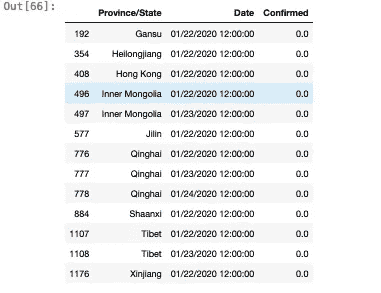 Out[66]:
Province/State Date Confirmed
192 Gansu 01/22/2020 12:00:00 0.0
354 Heilongjiang 01/22/2020 12:00:00 0.0
408 Hong Kong 01/22/2020 12:00:00 0.0
496 Inner Mongolia 01/22/2020 12:00:00 0.0
497 Inner Mongolia 01/23/2020 12:00:00 0.0
577 Jilin 01/22/2020 12:00:00 0.0
776 Qinghai 01/22/2020 12:00:00 0.0
777 Qinghai 01/23/2020 12:00:00 0.0
778 Qinghai 01/24/2020 12:00:00 0.0
884 Shaanxi 01/22/2020 12:00:00 0.0
1107 Tibet 01/22/2020 12:00:00 0.0
1108 Tibet 01/23/2020 12:00:00 0.0
1176 Xinjiang 01/22/2020 12:00:00 0.0